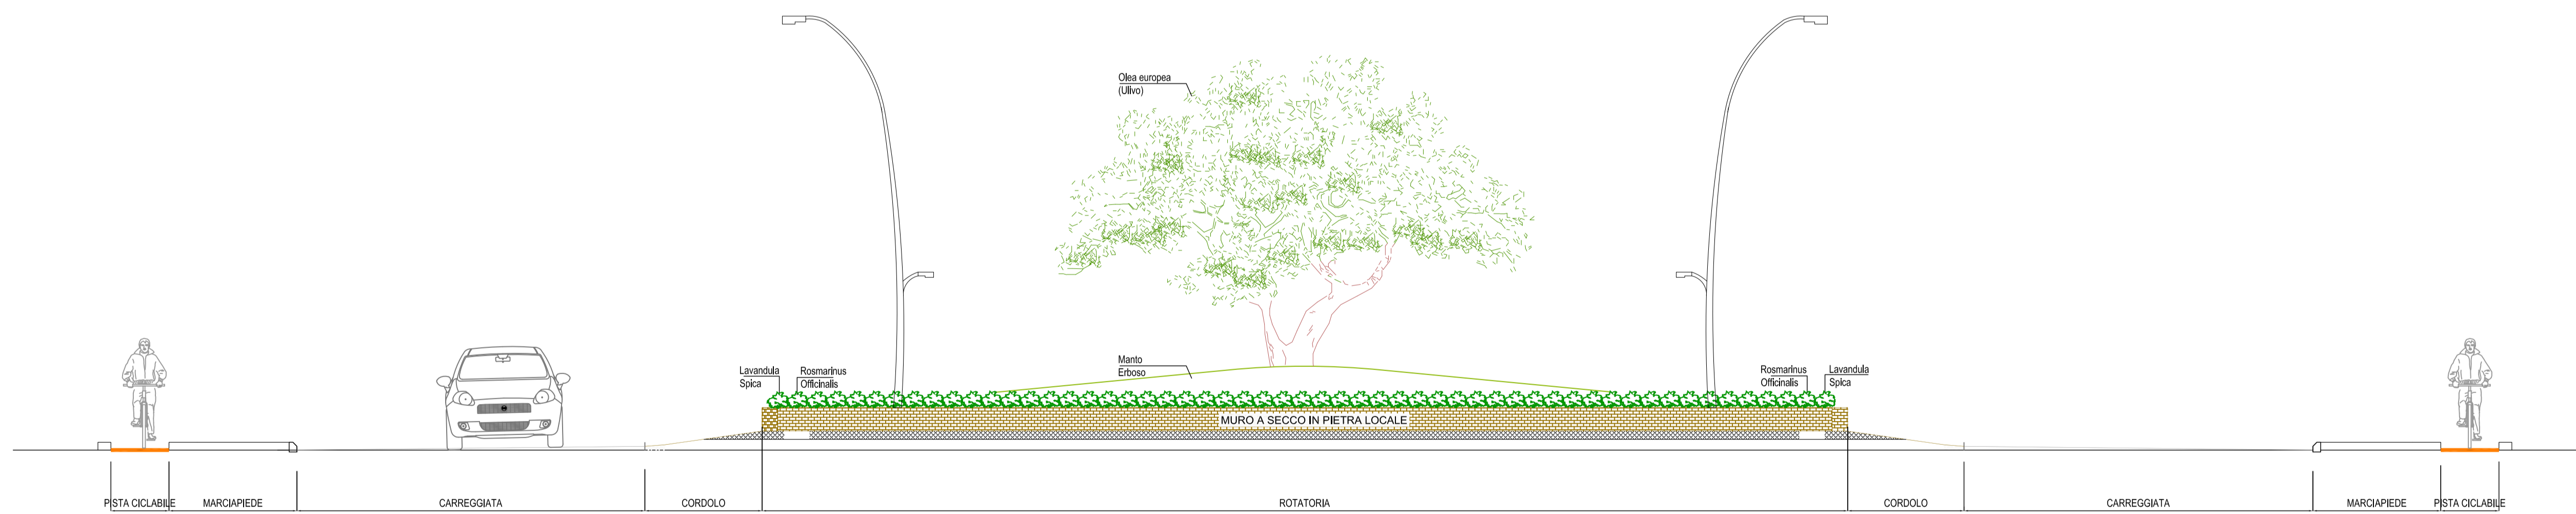 Olea europea
(Ulivo)
Manto
Erboso
Lavandula
Spica
Rosmarinus
Officinalis
Rosmarinus
Officinalis
Lavandula
Spica
MURO A SECCO IN PIETRA LOCALE
PISTA CICLABILE
MARCIAPIEDE
CARREGGIATA
CORDOLO
ROTATORIA
CORDOLO
CARREGGIATA
MARCIAPIEDE
PISTA CICLABILE